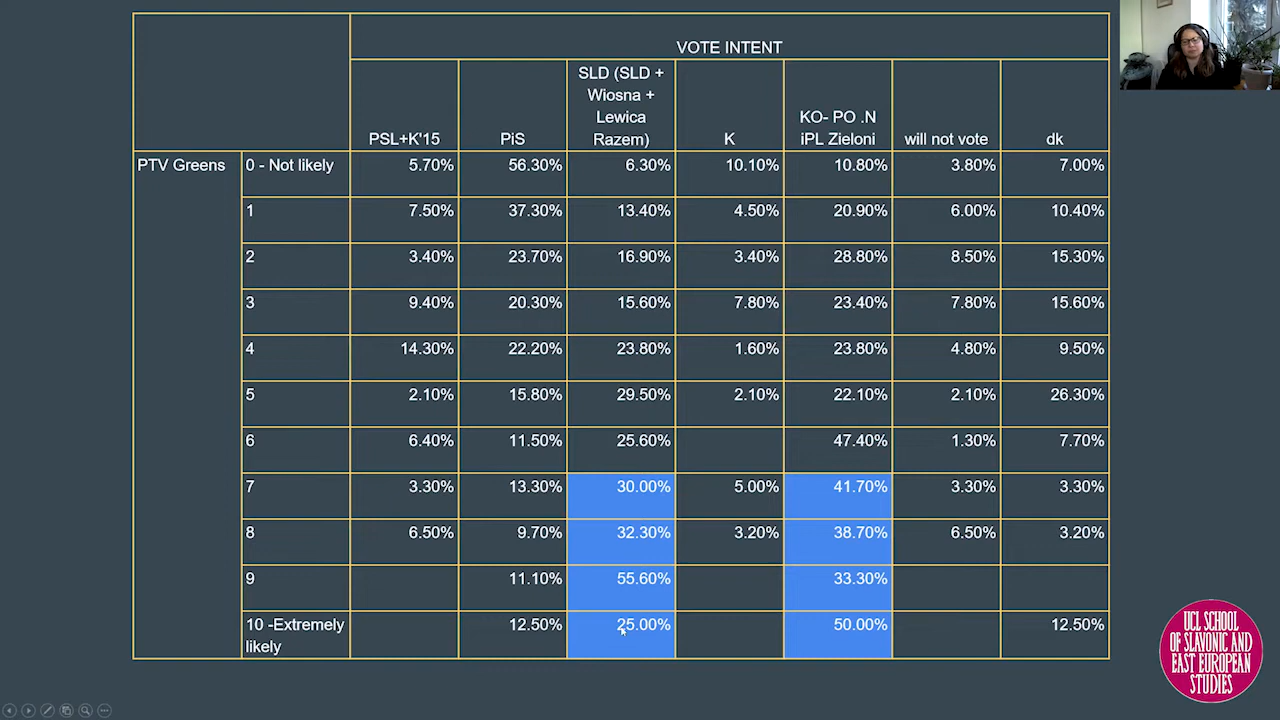 VOTE INTENT
PSL+K'15
PiS
SLD (SLD +
Wiosna +
Lewica
Razem)
K
KO- PO .N
iPL Zieloni
will not vote
dk
PTV Greens
0 - Not likely 5.70% 56.30% 6.30% 10.10% 10.80% 3.80% 7.00%
1 7.50% 37.30% 13.40% 4.50% 20.90% 6.00% 10.40%
2 3.40% 23.70% 16.90% 3.40% 28.80% 8.50% 15.30%
3 9.40% 20.30% 15.60% 7.80% 23.40% 7.80% 15.60%
4 14.30% 22.20% 23.80% 1.60% 23.80% 4.80% 9.50%
5 2.10% 15.80% 29.50% 2.10% 22.10% 2.10% 26.30%
6 6.40% 11.50% 25.60% 47.40% 1.30% 7.70%
7 3.30% 13.30% 30.00% 5.00% 41.70% 3.30% 3.30%
8 6.50% 9.70% 32.30% 3.20% 38.70% 6.50% 3.20%
9 11.10% 55.60% 33.30%
10 -Extremely 12.50% 25.00% 50.00% 12.50%
likely
UCL SCHOOL
OF SLAVONIC AND
EAST EUROPEAN
STUDIES